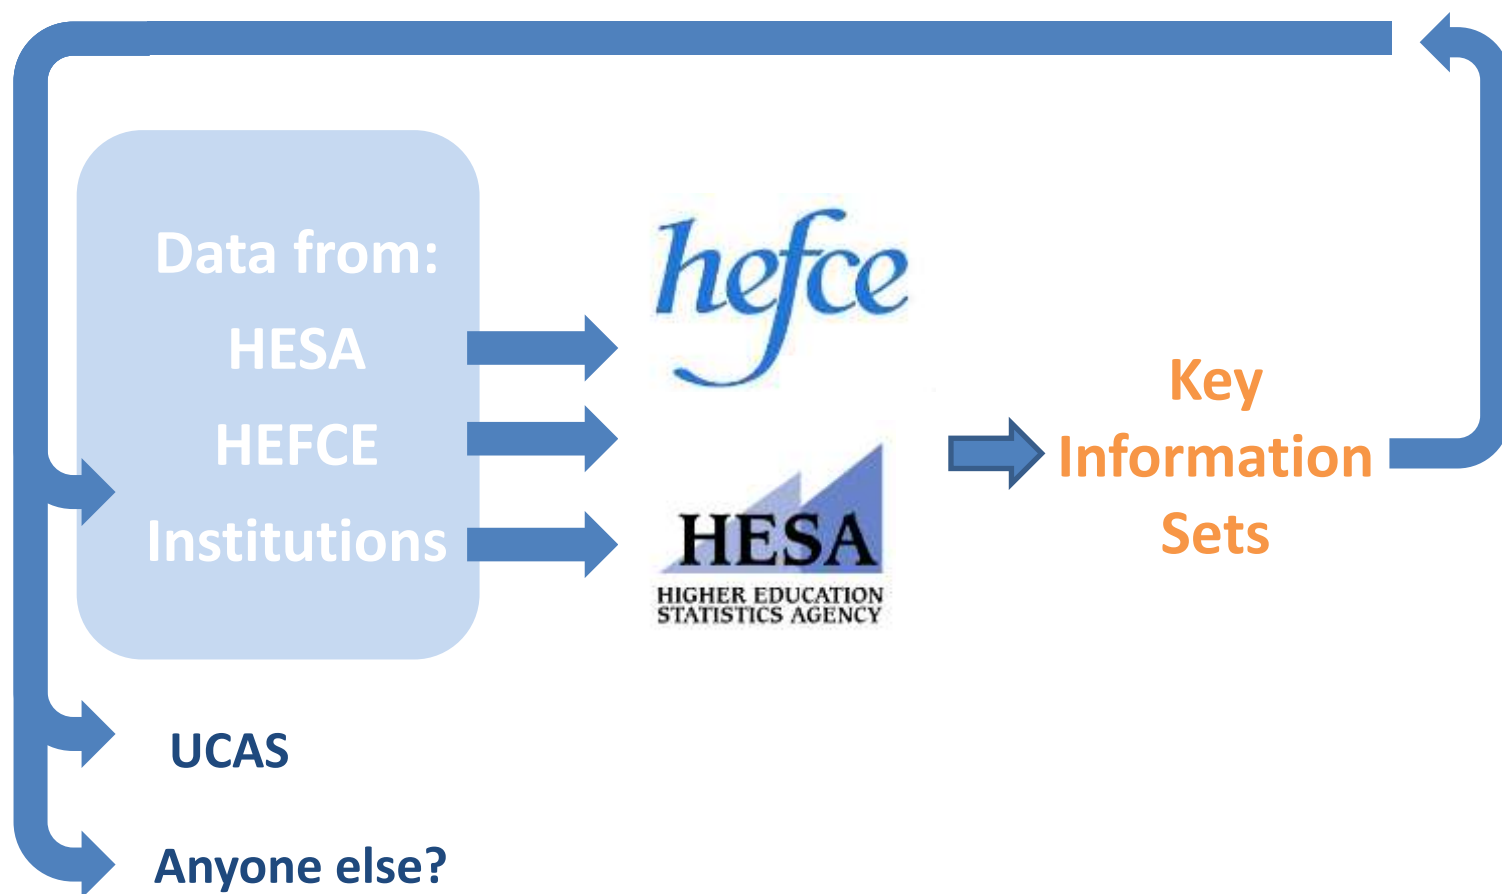 Data from:
HESA
HEFCE
Institutions
hefce
HESA
HIGHER EDUCATION
STATISTICS AGENCY
Key
Information
Sets
UCAS
Anyone else?